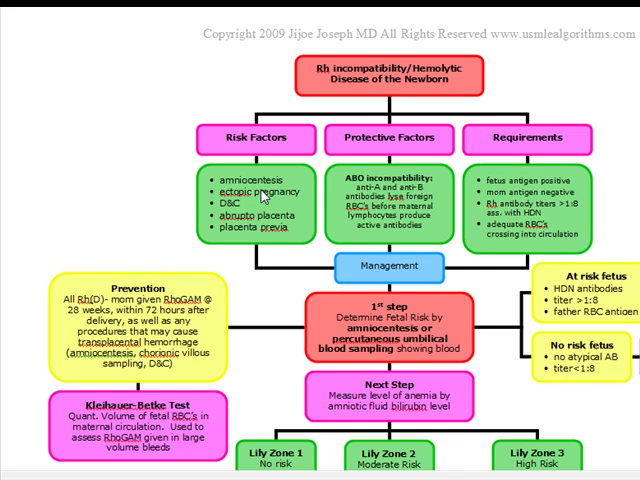 Copyright 2009 Jijoe Joseph MD All Rights Reserved www.usmlealgorithms.com
Rh incompatibility/Hemolytic
Disease of the Newborn
Risk Factors
Protective Factors
Requirements
• amniocentesis
• ectopic pregnancy
• D&C
• abrupto placenta
• placenta previa
ABO incompatibility:
anti-A and anti-B
antibodies lyse foreign
RBC's before maternal
lymphocytes produce
active antibodies
• fetus antigen positive
• mom antigen negative
• Rh antibody titers >1:8
ass. with HDN
• adequate RBC's
crossing into circulation
Management
Prevention
All Rh(D)- mom given RhoGAM @
28 weeks, within 72 hours after
delivery, as well as any
procedures that may cause
transplacental hemorrhage
(amniocentesis, chorionic villous
sampling, D&C)
1st step
Determine Fetal Risk by
amniocentesis or
percutaneous umbilical
blood sampling showing blood
At risk fetus
• HDN antibodies
• titer >1:8
• father RBC antigen
No risk fetus
• no atypical AB
• titer<1:8
Kleihauer-Betke Test
Quant. Volume of fetal RBC's in
maternal circulation. Used to
assess RhoGAM given in large
volume bleeds
Next Step
Measure level of anemia by
amniotic fluid bilirubin level
Lily Zone 1
No risk
Lily Zone 2
Moderate Risk
Lily Zone 3
High Risk